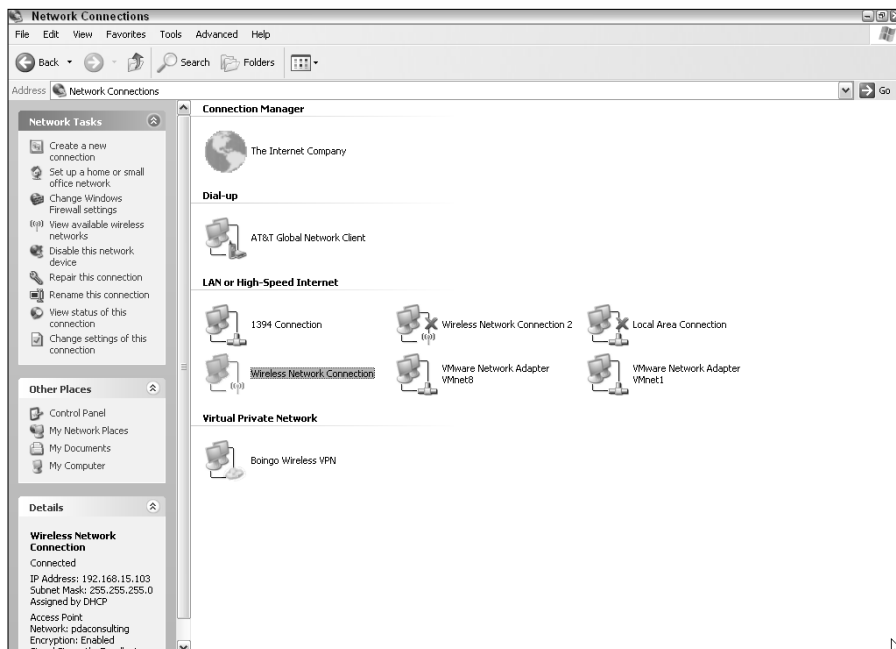 Network Connections
File Edit View Favorites Tools Advanced Help
Back Search Folders
Address Network Connections Go
Network Tasks
Create a new
connection
Set up a home or small
office network
Change Windows
Firewall settings
View available wireless
networks
Disable this network
device
Repair this connection
Rename this connection
View status of this
connection
Change settings of this
connection
Other Places
Control Panel
My Network Places
My Documents
My Computer
Details
Wireless Network
Connection
Connected
IP Address: 192.168.15.103
Subnet Mask: 255.255.255.0
Assigned by DHCP
Access Point
Network: pdaconsulting
Encryption: Enabled
Connection Manager
The Internet Company
Dial-up
AT&T Global Network Client
LAN or High-Speed Internet
1394 Connection
Wireless Network Connection 2
Local Area Connection
Wireless Network Connection
VMware Network Adapter
VMnet8
VMware Network Adapter
VMnet1
Virtual Private Network
Boingo Wireless VPN